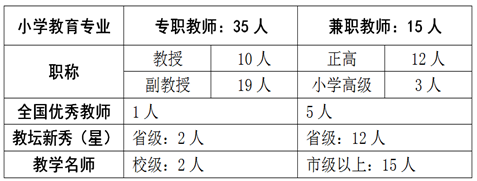 小学教育专业 专职教师：35 人 兼职教师：15 人
职称 教授 10 人 正高 12 人
副教授 19 人 小学高级 3 人
全国优秀教师 1 人 5 人
教坛新秀（星） 省级：2 人 省级：12 人
教学名师 校级：2 人 市级以上：15 人